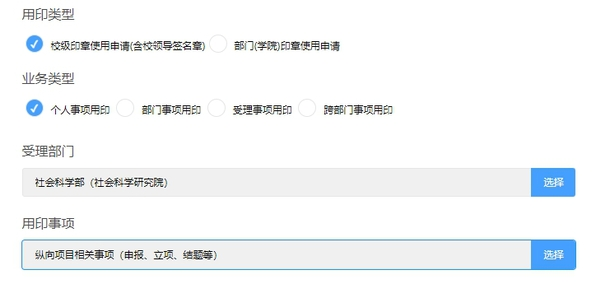 用印类型
校级印章使用申请(含校领导签名章) 部门(学院)印章使用申请
业务类型
个人事项用印 部门事项用印 受理事项用印 跨部门事项用印
受理部门
社会科学部（社会科学研究院） 选择
用印事项
纵向项目相关事项（申报、立项、结题等） 选择